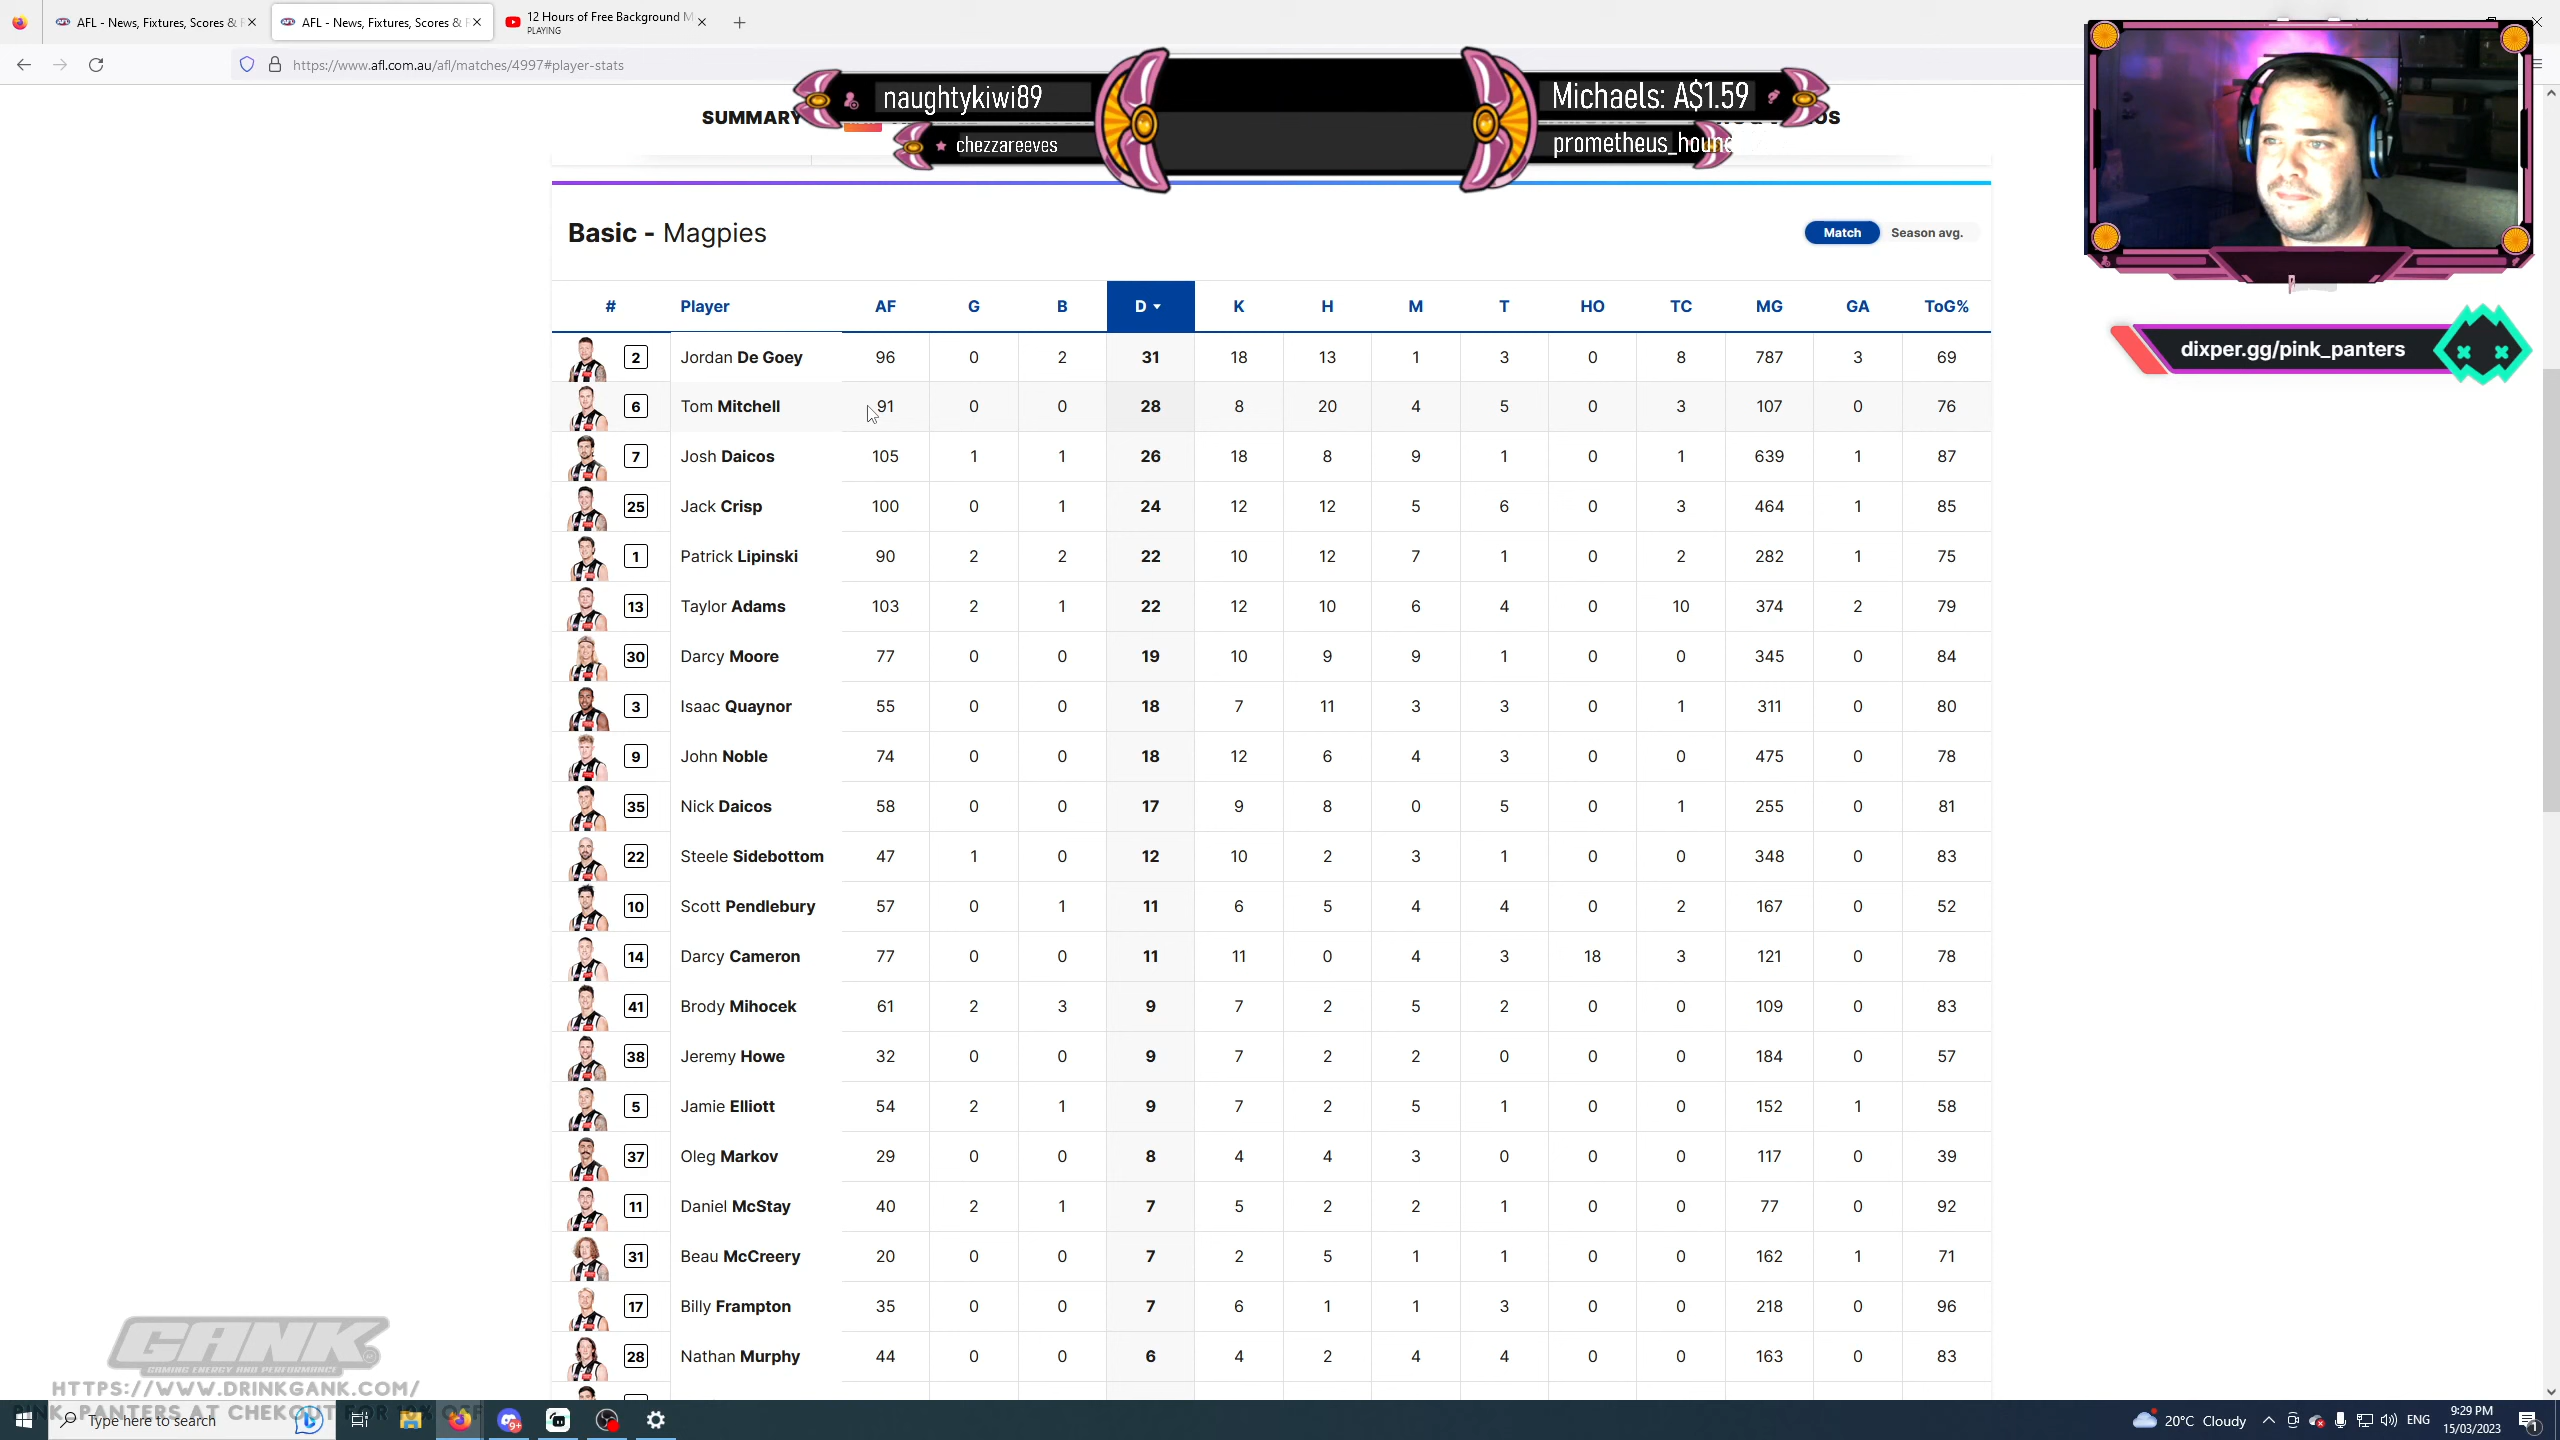 AFL - News, Fixtures, Scores & F
AFL - News, Fixtures, Scores & F
12 Hours of Free Background M
PLAYING
https://www.afl.com.au/afl/matches/4997#player-stats
naughtykiwi89
Michaels: A$1.59
SUMMARY
chezzareeves
prometheus_houn
dixper.gg/pink_panters
Basic - Magpies
Match Season avg.
# Player AF G B D K H M T HO TC MG GA ToG%
2 Jordan De Goey 96 0 2 31 18 13 1 3 0 8 787 3 69
6 Tom Mitchell 91 0 0 28 8 20 4 5 0 3 107 0 76
7 Josh Daicos 105 1 1 26 18 8 9 1 0 1 639 1 87
25 Jack Crisp 100 0 1 24 12 12 5 6 0 3 464 1 85
1 Patrick Lipinski 90 2 2 22 10 12 7 1 0 2 282 1 75
13 Taylor Adams 103 2 1 22 12 10 6 4 0 10 374 2 79
30 Darcy Moore 77 0 0 19 10 9 9 1 0 0 345 0 84
3 Isaac Quaynor 55 0 0 18 7 11 3 3 0 1 311 0 80
9 John Noble 74 0 0 18 12 6 4 3 0 0 475 0 78
35 Nick Daicos 58 0 0 17 9 8 0 5 0 1 255 0 81
22 Steele Sidebottom 47 1 0 12 10 2 3 1 0 0 348 0 83
10 Scott Pendlebury 57 0 1 11 6 5 4 4 0 2 167 0 52
14 Darcy Cameron 77 0 0 11 11 0 4 3 18 3 121 0 78
41 Brody Mihocek 61 2 3 9 7 2 5 2 0 0 109 0 83
38 Jeremy Howe 32 0 0 9 7 2 2 0 0 0 184 0 57
5 Jamie Elliott 54 2 1 9 7 2 5 1 0 0 152 1 58
37 Oleg Markov 29 0 0 8 4 4 3 0 0 0 117 0 39
11 Daniel McStay 40 2 1 7 5 2 2 1 0 0 77 0 92
31 Beau McCreery 20 0 0 7 2 5 1 1 0 0 162 1 71
17 Billy Frampton 35 0 0 7 6 1 1 3 0 0 218 0 96
28 Nathan Murphy 44 0 0 6 4 2 4 4 0 0 163 0 83
GANK
GAMING ENERGY AND PERFORMANCE
HTTPS://WWW.DRINKGANK.COM/
PANTERS AT CHEKOUT FOR 10% OFF
Type here to search
9+
20°C Cloudy
ENG
9:29 PM
15/03/2023
1